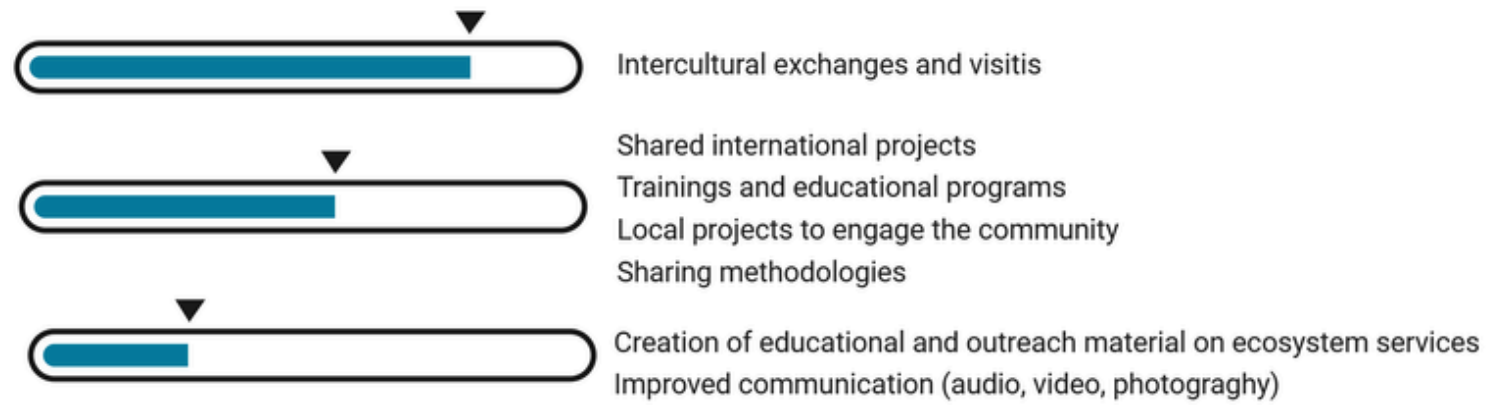 Intercultural exchanges and visitis
Shared international projects
Trainings and educational programs
Local projects to engage the community
Sharing methodologies
Creation of educational and outreach material on ecosystem services
Improved communication (audio, video, photograghy)